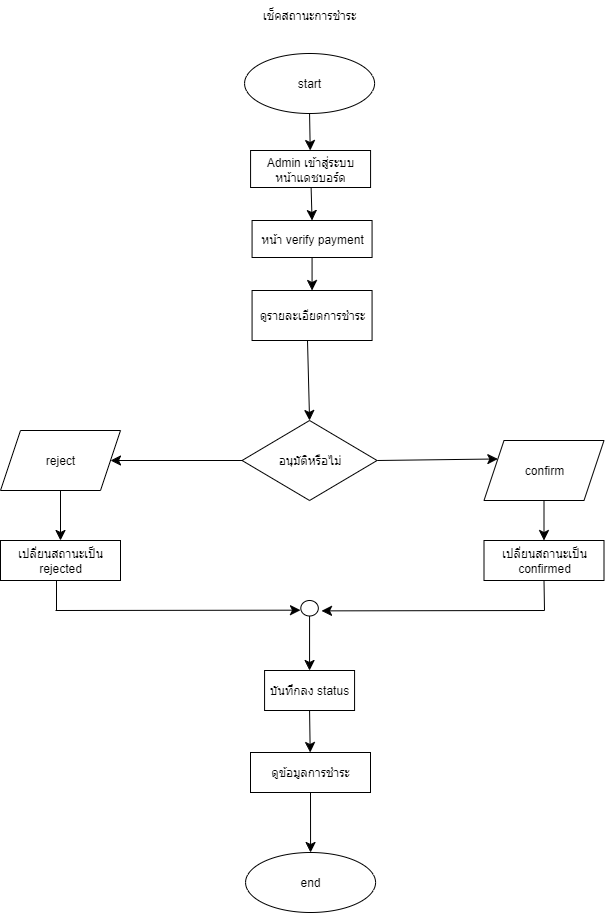 เช็คสถานะการชำระ
start
Admin เข้าสู่ระบบ
หน้าแดชบอร์ด
หน้า verify payment
ดูรายละเอียดการชำระ
อนุมัติหรือไม่
reject
confirm
เปลี่ยนสถานะเป็น
rejected
เปลี่ยนสถานะเป็น
confirmed
บันทึกลง status
ดูข้อมูลการชำระ
end